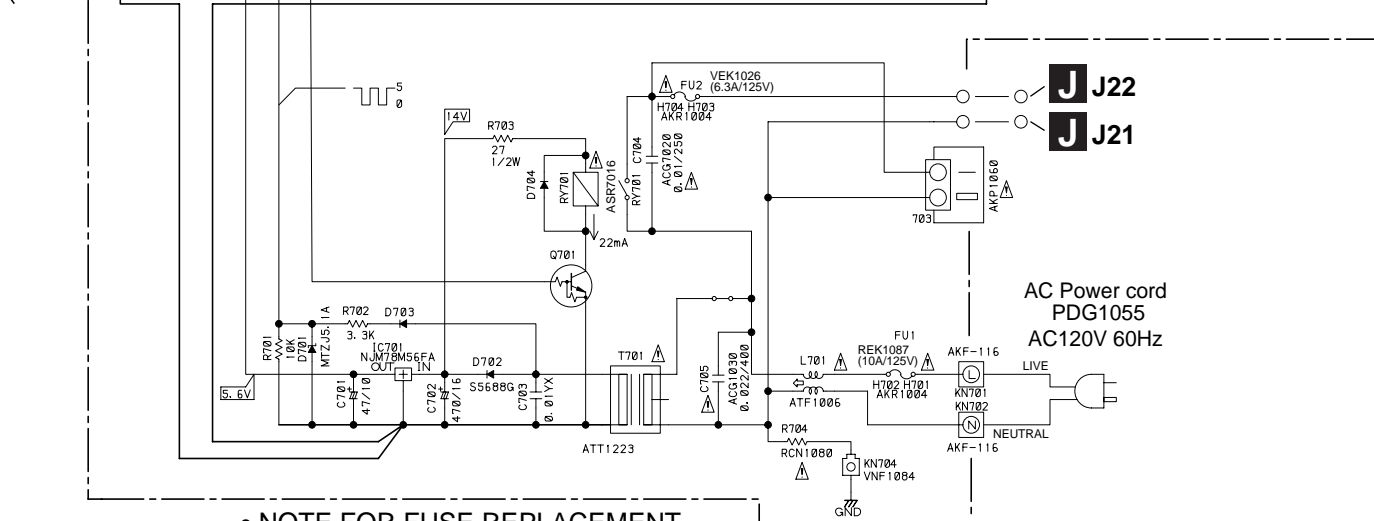 VEK1026
(6.3A/125V)
FU2
H704 H703
AKR1004
J J22
J J21
5
0
14V
R703
27
1/2W
D704
RY701
ASR7016
RY701
C704
ACG7020
0.01/250
22mA
Q701
703
AKP1060
AC Power cord
PDG1055
AC120V 60Hz
R701
10K
D701
MTZJ5.1A
R702
3.3K
D703
IC701
NJM78M56FA
OUT IN
5.6V
C701
47/10
C702
470/16
D702
S5688G
C703
0.01YX
T701
ATT1223
C705
ACG1030
0.022/400
L701
ATF1006
FU1
REK1087
(10A/125V)
H702 H701
AKR1004
AKF-116
L
KN701
KN702
N
AKF-116
LIVE
NEUTRAL
R704
RCN1080
KN704
VNF1084
GND
• NOTE FOR FUSE REPLACEMENT